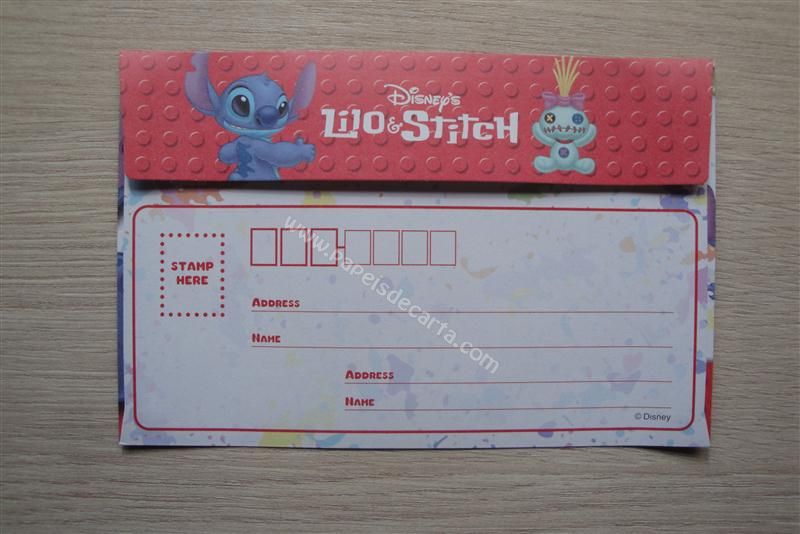 Disney's
Lilo & Stitch
STAMP
HERE
Address
Name
Address
Name
© Disney
www.papeisdecarta.com